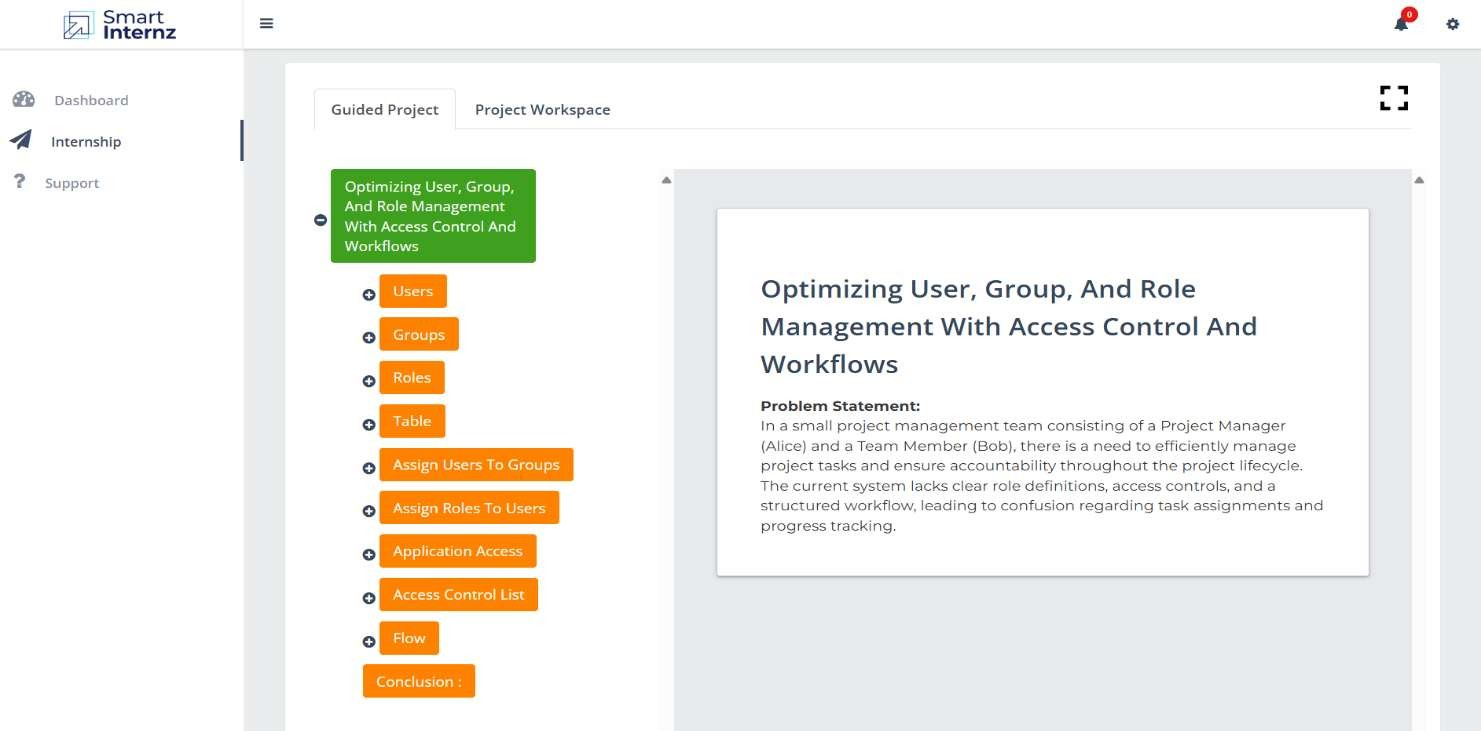 Smart
Internz
0
Dashboard
Internship
? Support
Guided Project
Project Workspace
Optimizing User, Group,
And Role Management
With Access Control And
Workflows
Users
Groups
Roles
Table
Assign Users To Groups
Assign Roles To Users
Application Access
Access Control List
Flow
Conclusion :
Optimizing User, Group, And Role
Management With Access Control And
Workflows
Problem Statement:
In a small project management team consisting of a Project Manager
(Alice) and a Team Member (Bob), there is a need to efficiently manage
project tasks and ensure accountability throughout the project lifecycle.
The current system lacks clear role definitions, access controls, and a
structured workflow, leading to confusion regarding task assignments and
progress tracking.